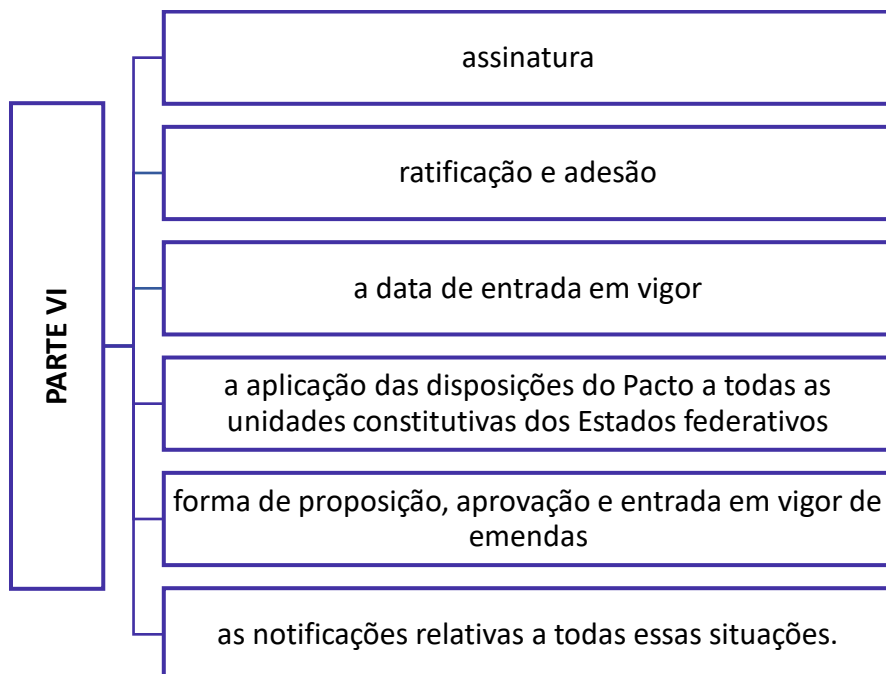 PARTE VI
assinatura
ratificação e adesão
a data de entrada em vigor
a aplicação das disposições do Pacto a todas as
unidades constitutivas dos Estados federativos
forma de proposição, aprovação e entrada em vigor de
emendas
as notificações relativas a todas essas situações.